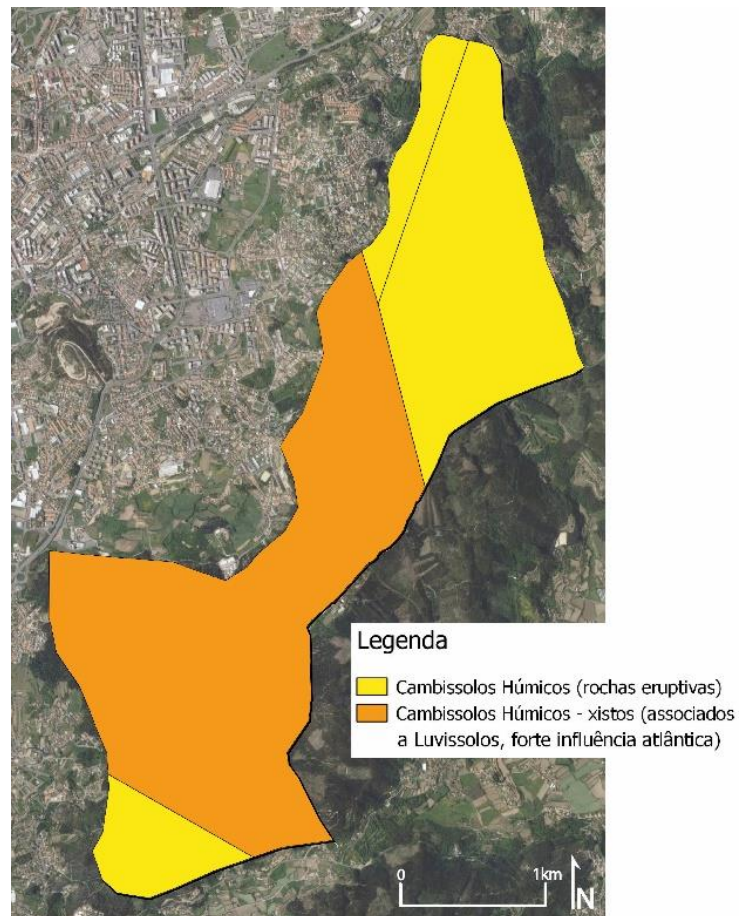 Legenda
Cambissolos Húmicos (rochas eruptivas)
Cambissolos Húmicos - xistos (associados
a Luvissolos, forte influência atlântica)
0 1km N